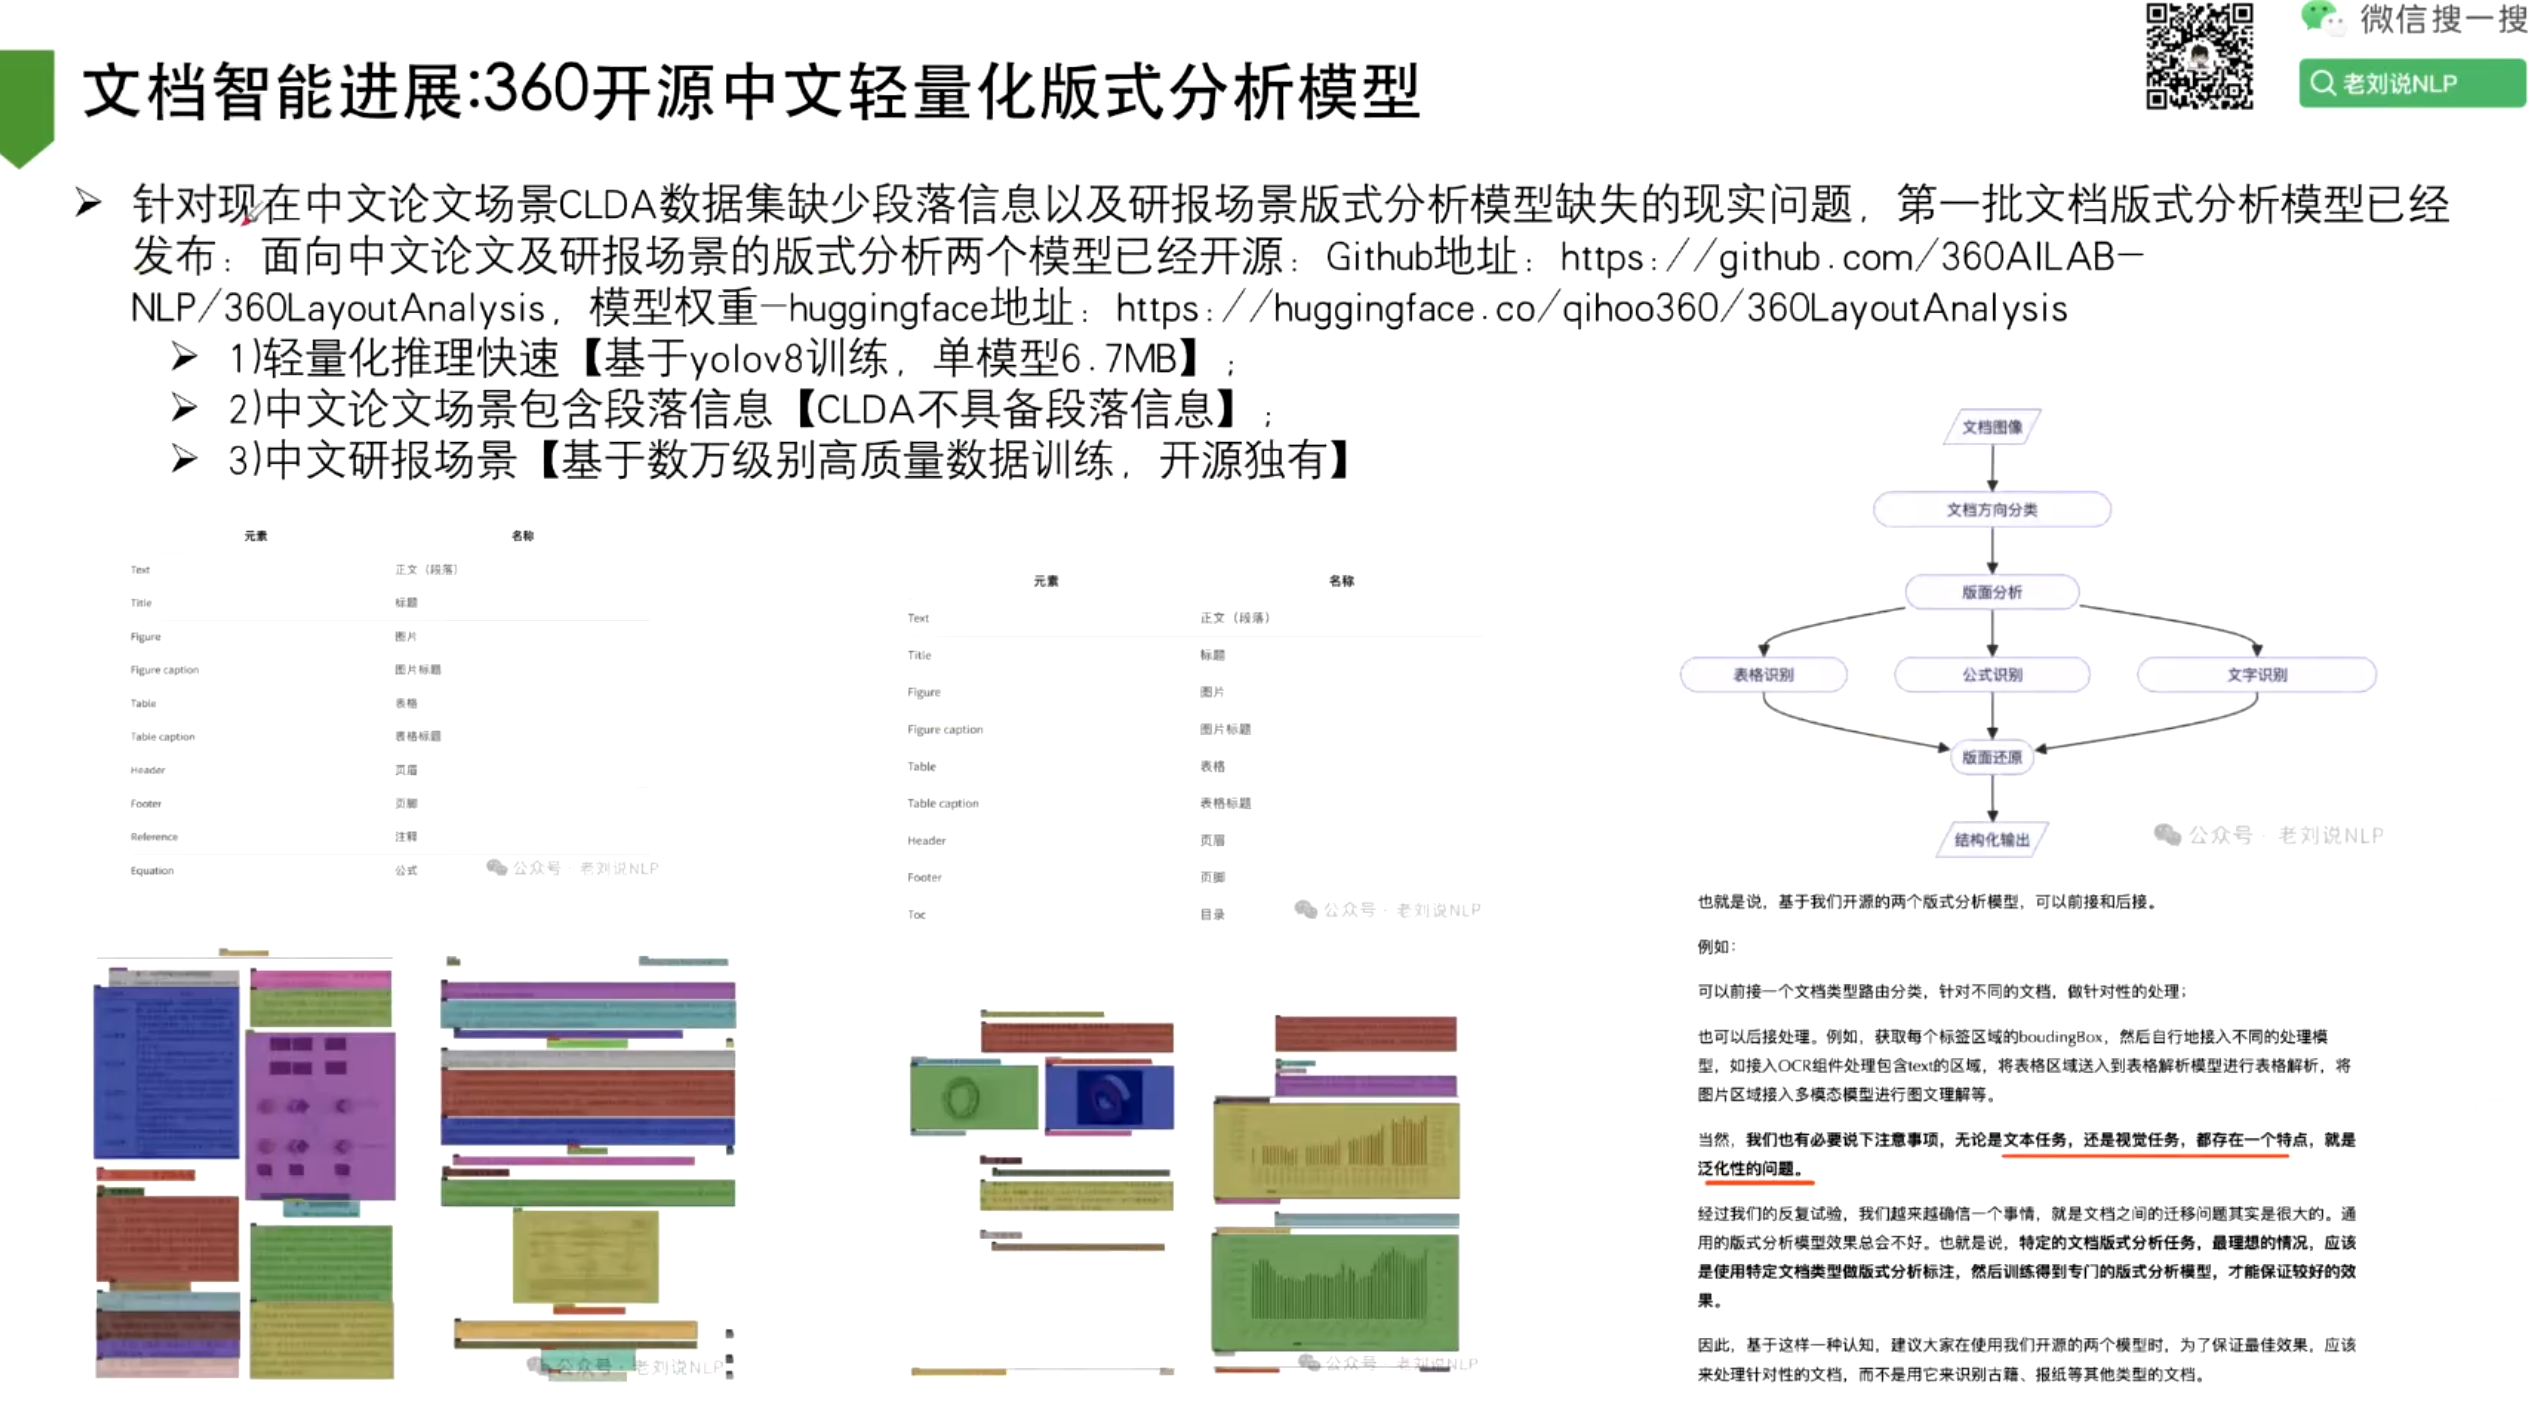 微信搜一搜
老刘说NLP
文档智能进展:360开源中文轻量化版式分析模型
针对现在中文论文场景CLDA数据集缺少段落信息以及研报场景版式分析模型缺失的现实问题，第一批文档版式分析模型已经
发布：面向中文论文及研报场景的版式分析两个模型已经开源：Github地址：https://github.com/360AILAB-
NLP/360LayoutAnalysis，模型权重-huggingface地址：https://huggingface.co/qihoo360/360LayoutAnalysis
1)轻量化推理快速【基于yolov8训练，单模型6.7MB】；
2)中文论文场景包含段落信息【CLDA不具备段落信息】；
3)中文研报场景【基于数万级别高质量数据训练，开源独有】
元素 名称
Text 正文（段落）
Title 标题
Figure 图片
Figure caption 图片标题
Table 表格
Table caption 表格标题
Header 页眉
Footer 页脚
Reference 注释
Equation 公式
公众号 · 老刘说NLP
元素 名称
Text 正文（段落）
Title 标题
Figure 图片
Figure caption 图片标题
Table 表格
Table caption 表格标题
Header 页眉
Footer 页脚
Toc 目录
公众号 · 老刘说NLP
文档图像
文档方向分类
版面分析
表格识别 公式识别 文字识别
版面还原
结构化输出
公众号 · 老刘说NLP
公众号 · 老刘说NLP
公众号 · 老刘说NLP
也就是说，基于我们开源的两个版式分析模型，可以前接和后接。
例如：
可以前接一个文档类型路由分类，针对不同的文档，做针对性的处理；
也可以后接处理。例如，获取每个标签区域的boudingBox，然后自行地接入不同的处理模
型，如接入OCR组件处理包含text的区域，将表格区域送入到表格解析模型进行表格解析，将
图片区域接入多模态模型进行图文理解等。
当然，我们也有必要说下注意事项，无论是文本任务，还是视觉任务，都存在一个特点，就是
泛化性的问题。
经过我们的反复试验，我们越来越确信一个事情，就是文档之间的迁移问题其实是很大的。通
用的版式分析模型效果总会不好。也就是说，特定的文档版式分析任务，最理想的情况，应该
是使用特定文档类型做版式分析标注，然后训练得到专门的版式分析模型，才能保证较好的效
果。
因此，基于这样一种认知，建议大家在使用我们开源的两个模型时，为了保证最佳效果，应该
来处理针对性的文档，而不是用它来识别古籍、报纸等其他类型的文档。